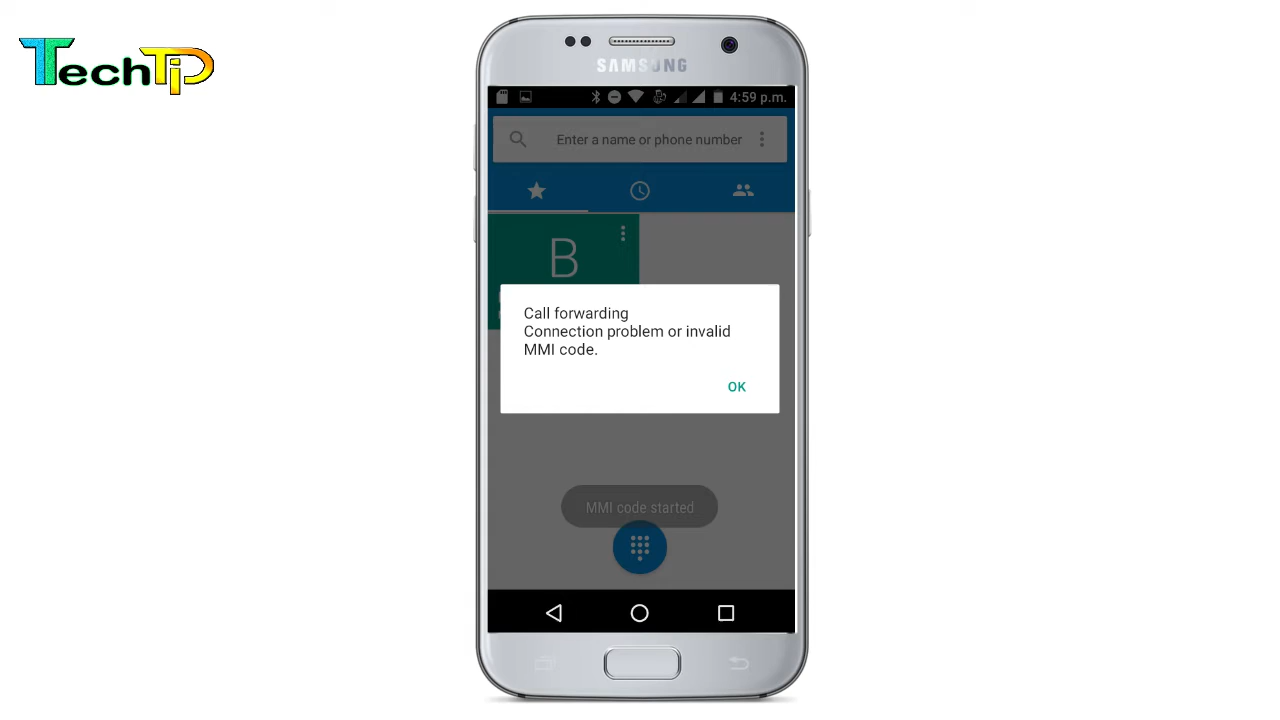 TechTip
SAMSUNG
4:59 p.m.
Enter a name or phone number
B
Call forwarding
Connection problem or invalid
MMI code.
OK
MMI code started